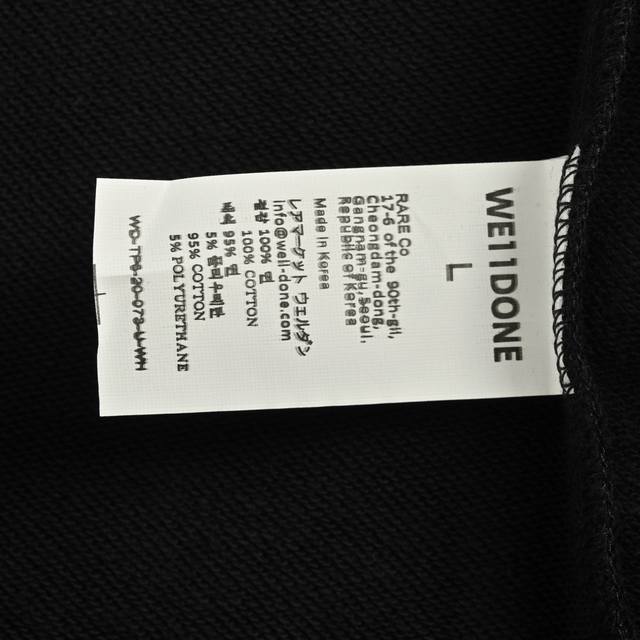 WE11DONE
L
RARE Co
17-6 of the 90th-gil,
Cheongdam-dong,
Gangnam-gu, Seoul,
Republic of Korea
Made in Korea
レアマーケット ウェルダン
info@well-done.com
겉감 100% 면
100% COTTON
배색 95% 면
5% 폴리우레탄
95% COTTON
5% POLYURETHANE